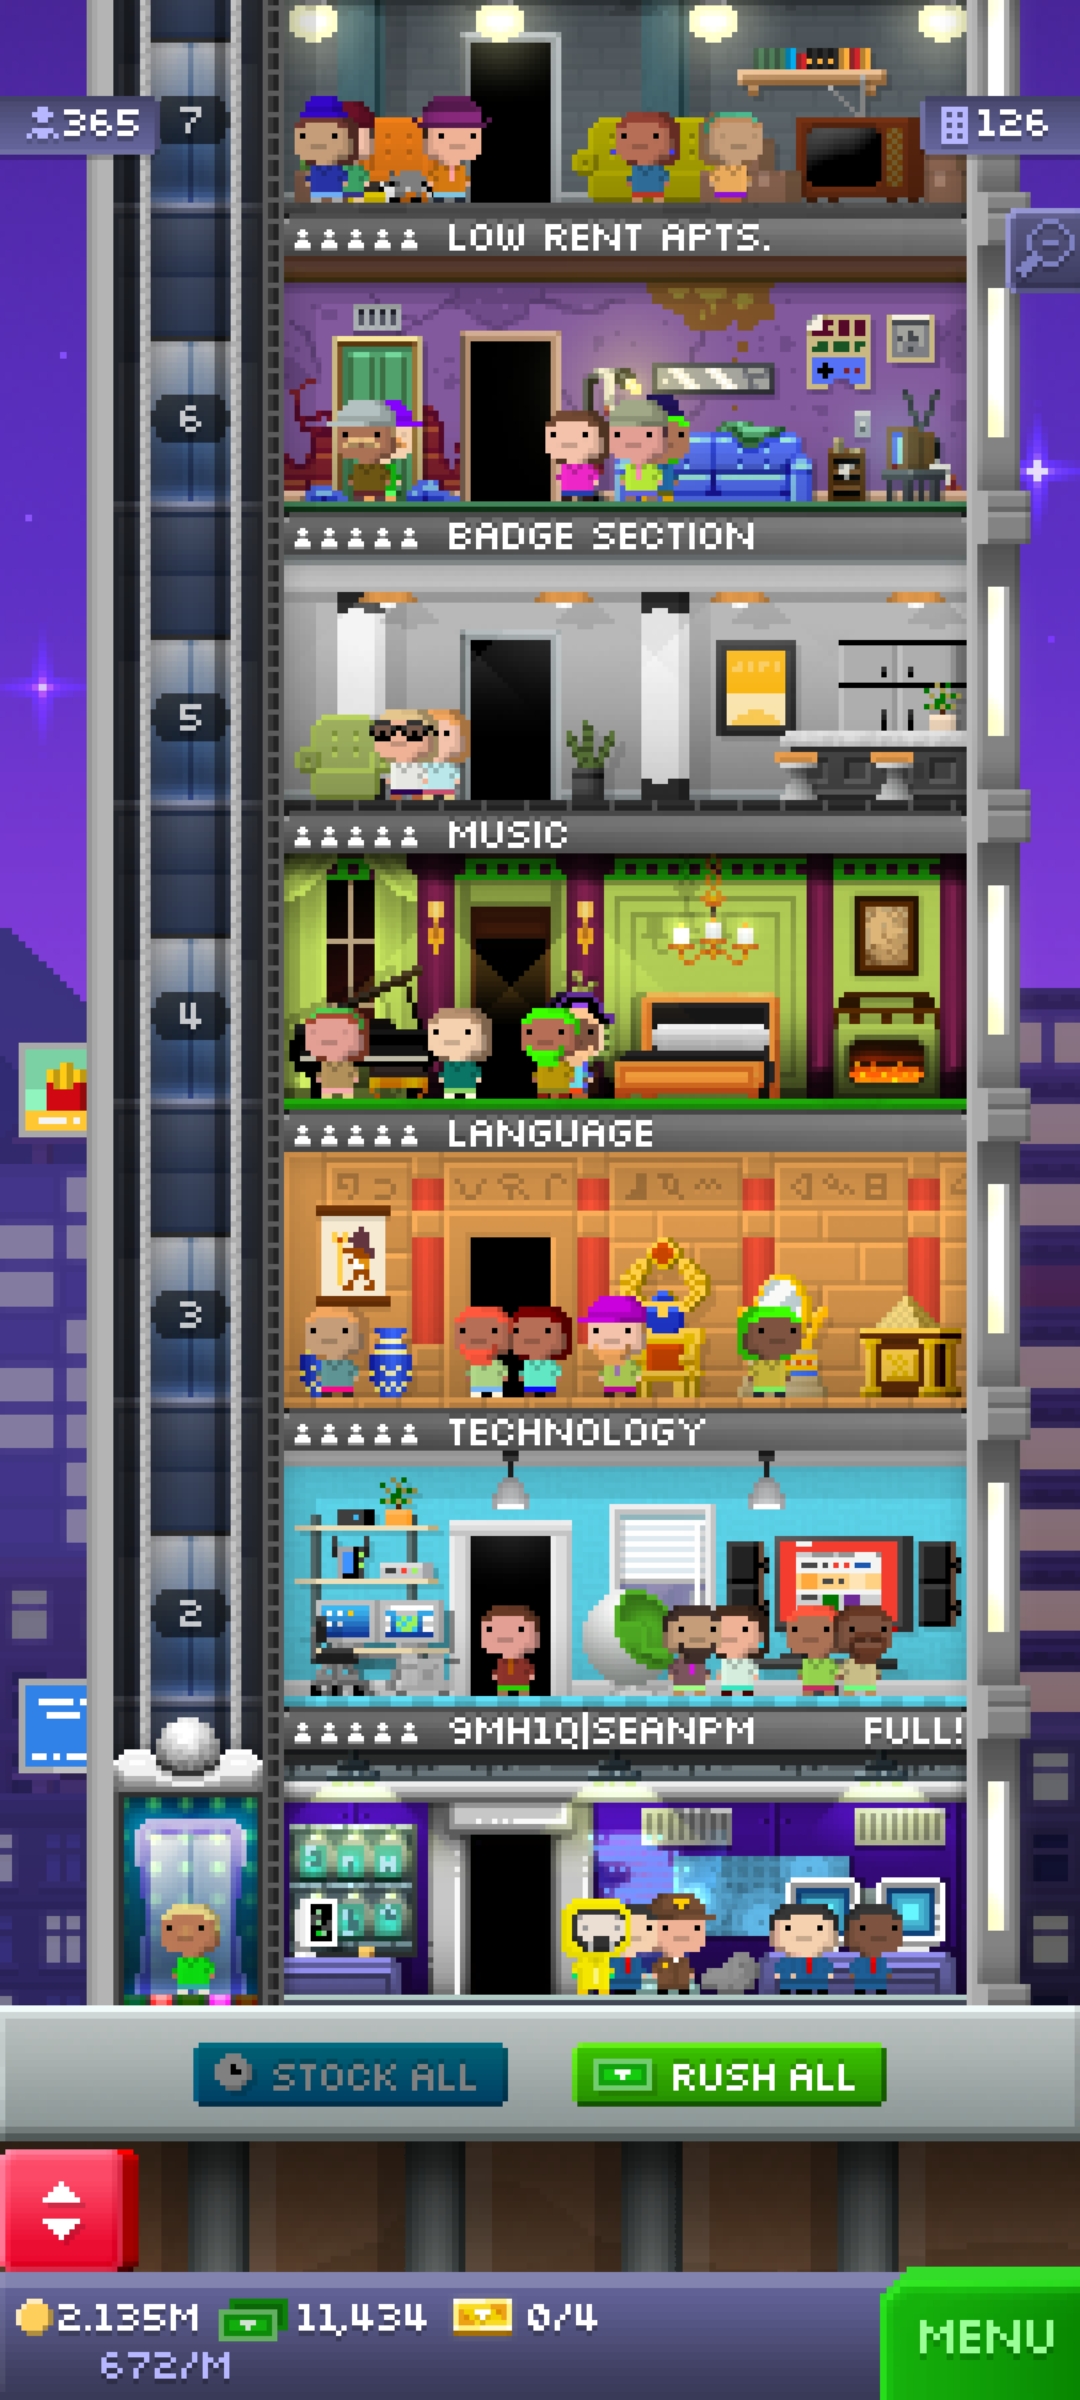 7
365
126
LOW RENT APTS.
6
BADGE SECTION
5
MUSIC
4
LANGUAGE
3
TECHNOLOGY
2
9MH1Q|SEANPM FULL!
STOCK ALL
RUSH ALL
2.135M 11,434 0/4
672/M
MENU